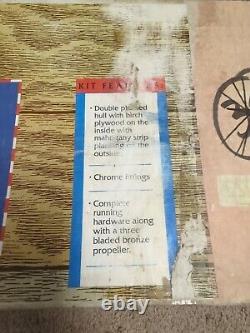 KIT FEATURES:
• Double planked
hull with birch
plywood on the
inside with
mahogany strip
planking on the
outside.
• Chrome fittings
• Complete
running
hardware along
with a three
bladed bronze
propeller.